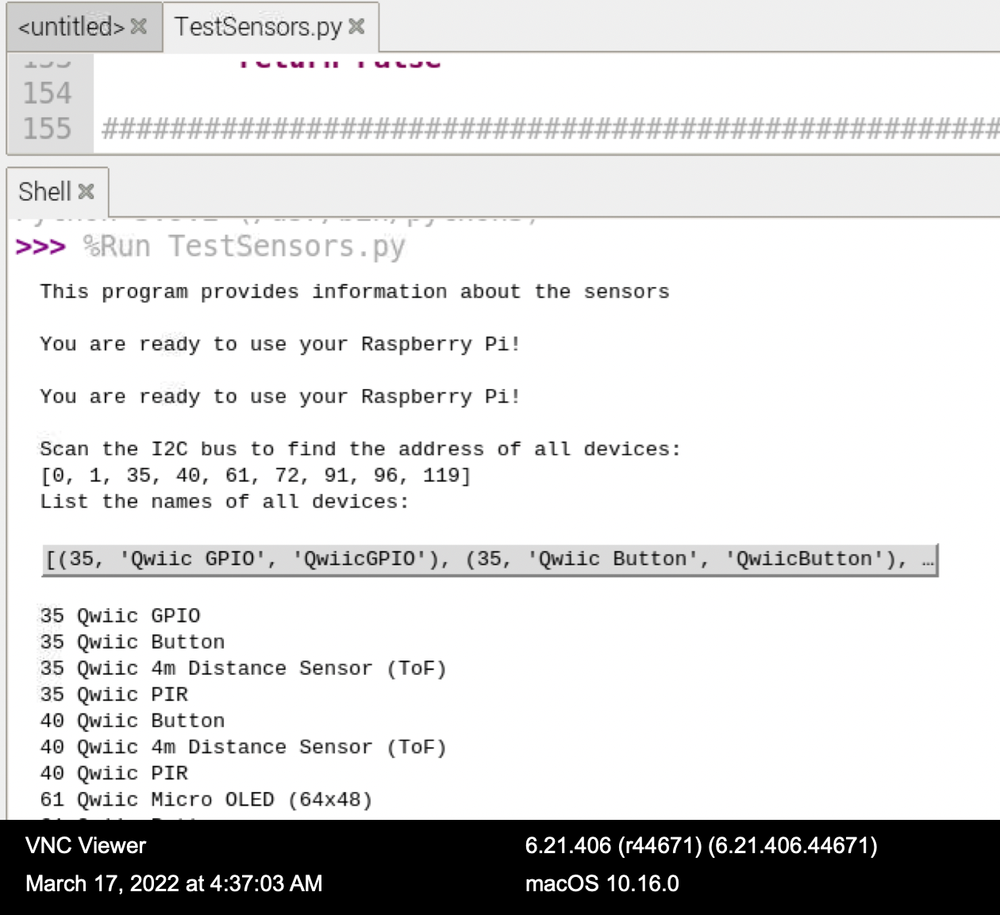 <untitled>
TestSensors.py
return False
154
155 ####################################################
Shell
>>> %Run TestSensors.py
This program provides information about the sensors
You are ready to use your Raspberry Pi!
You are ready to use your Raspberry Pi!
Scan the I2C bus to find the address of all devices:
[0, 1, 35, 40, 61, 72, 91, 96, 119]
List the names of all devices:
[(35, 'Qwiic GPIO', 'QwiicGPIO'), (35, 'Qwiic Button', 'QwiicButton'), …
35 Qwiic GPIO
35 Qwiic Button
35 Qwiic 4m Distance Sensor (ToF)
35 Qwiic PIR
40 Qwiic Button
40 Qwiic 4m Distance Sensor (ToF)
40 Qwiic PIR
61 Qwiic Micro OLED (64x48)
VNC Viewer
6.21.406 (r44671) (6.21.406.44671)
March 17, 2022 at 4:37:03 AM
macOS 10.16.0